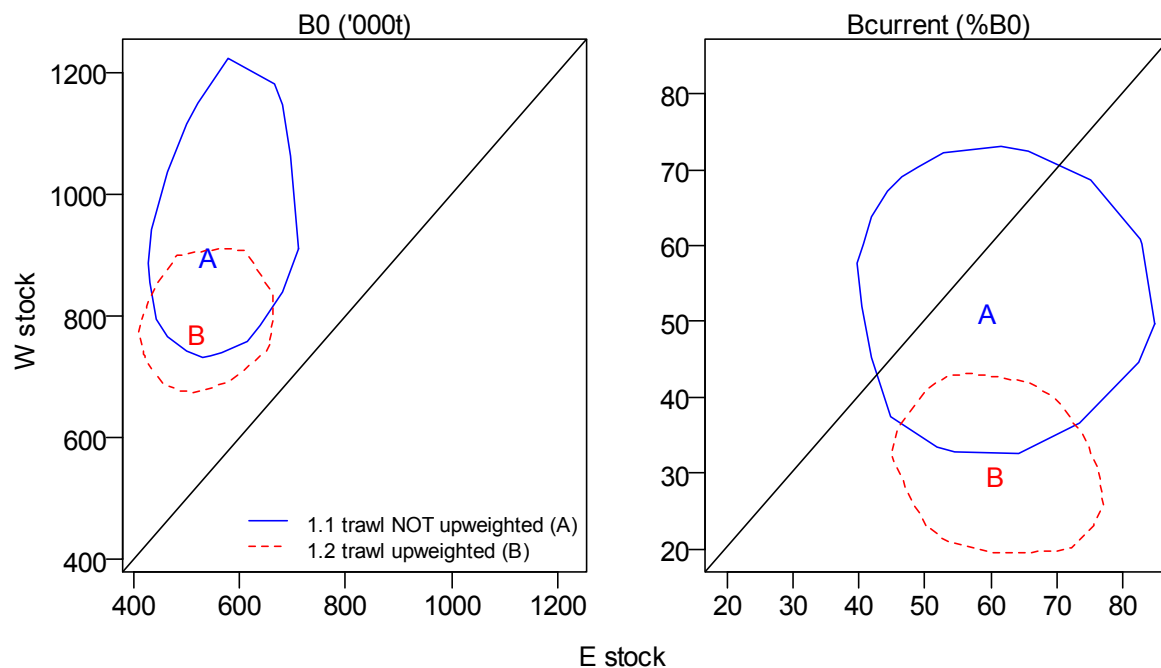 B0 ('000t)
Bcurrent (%B0)
1200
1000
800
600
400
W stock
A
B
1.1 trawl NOT upweighted (A)
1.2 trawl upweighted (B)
400 600 800 1000 1200
80
70
60
50
40
30
20
A
B
20 30 40 50 60 70 80
E stock